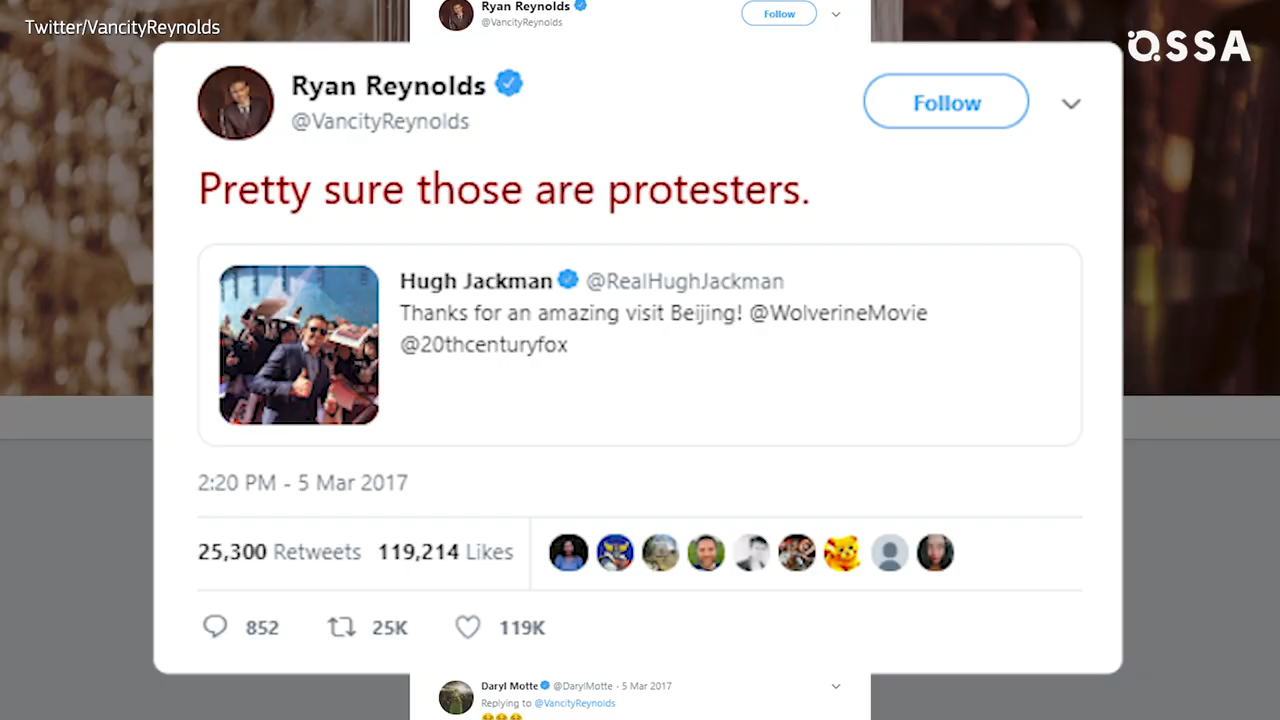 Twitter/VancityReynolds
Ryan Reynolds
@VancityReynolds
Follow
OSSA
Ryan Reynolds
@VancityReynolds
Follow
Pretty sure those are protesters.
Hugh Jackman @RealHughJackman
Thanks for an amazing visit Beijing! @WolverineMovie
@20thcenturyfox
2:20 PM - 5 Mar 2017
25,300 Retweets 119,214 Likes
852 25K 119K
Daryl Motte @DarylMotte - 5 Mar 2017
Replying to @VancityReynolds